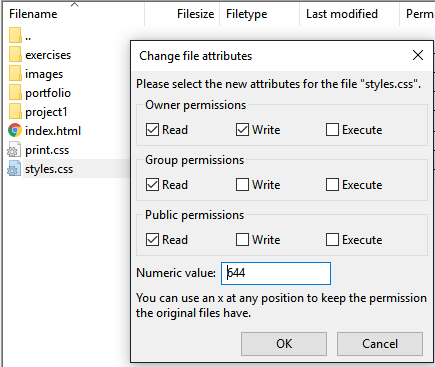 Filename Filesize Filetype Last modified Perm
..
exercises
images
portfolio
project1
index.html
print.css
styles.css
Change file attributes
Please select the new attributes for the file "styles.css".
Owner permissions
Read Write Execute
Group permissions
Read Write Execute
Public permissions
Read Write Execute
Numeric value: 644
You can use an x at any position to keep the permission
the original files have.
OK Cancel